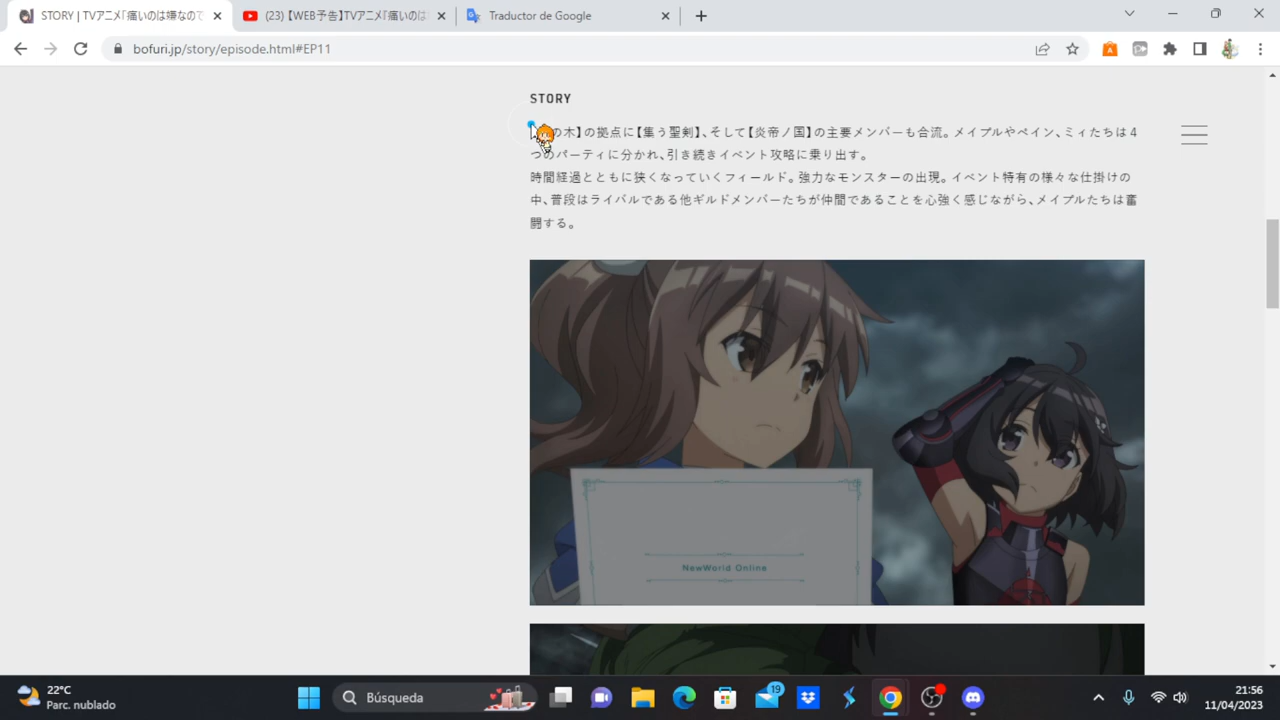 STORY | TVアニメ「痛いのは嫌なので
(23) 【WEB予告】TVアニメ「痛いのは
Traductor de Google
bofuri.jp/story/episode.html#EP11
STORY
の木】の拠点に【集う聖剣】、そして【炎帝ノ国】の主要メンバーも合流。メイプルやペイン、ミィたちは4
つのパーティに分かれ、引き続きイベント攻略に乗り出す。
時間経過とともに狭くなっていくフィールド。強力なモンスターの出現。イベント特有の様々な仕掛けの
中、普段はライバルである他ギルドメンバーたちが仲間であることを心強く感じながら、メイプルたちは奮
闘する。
NewWorld Online
22°C
Parc. nublado
Búsqueda
19
21:56
11/04/2023